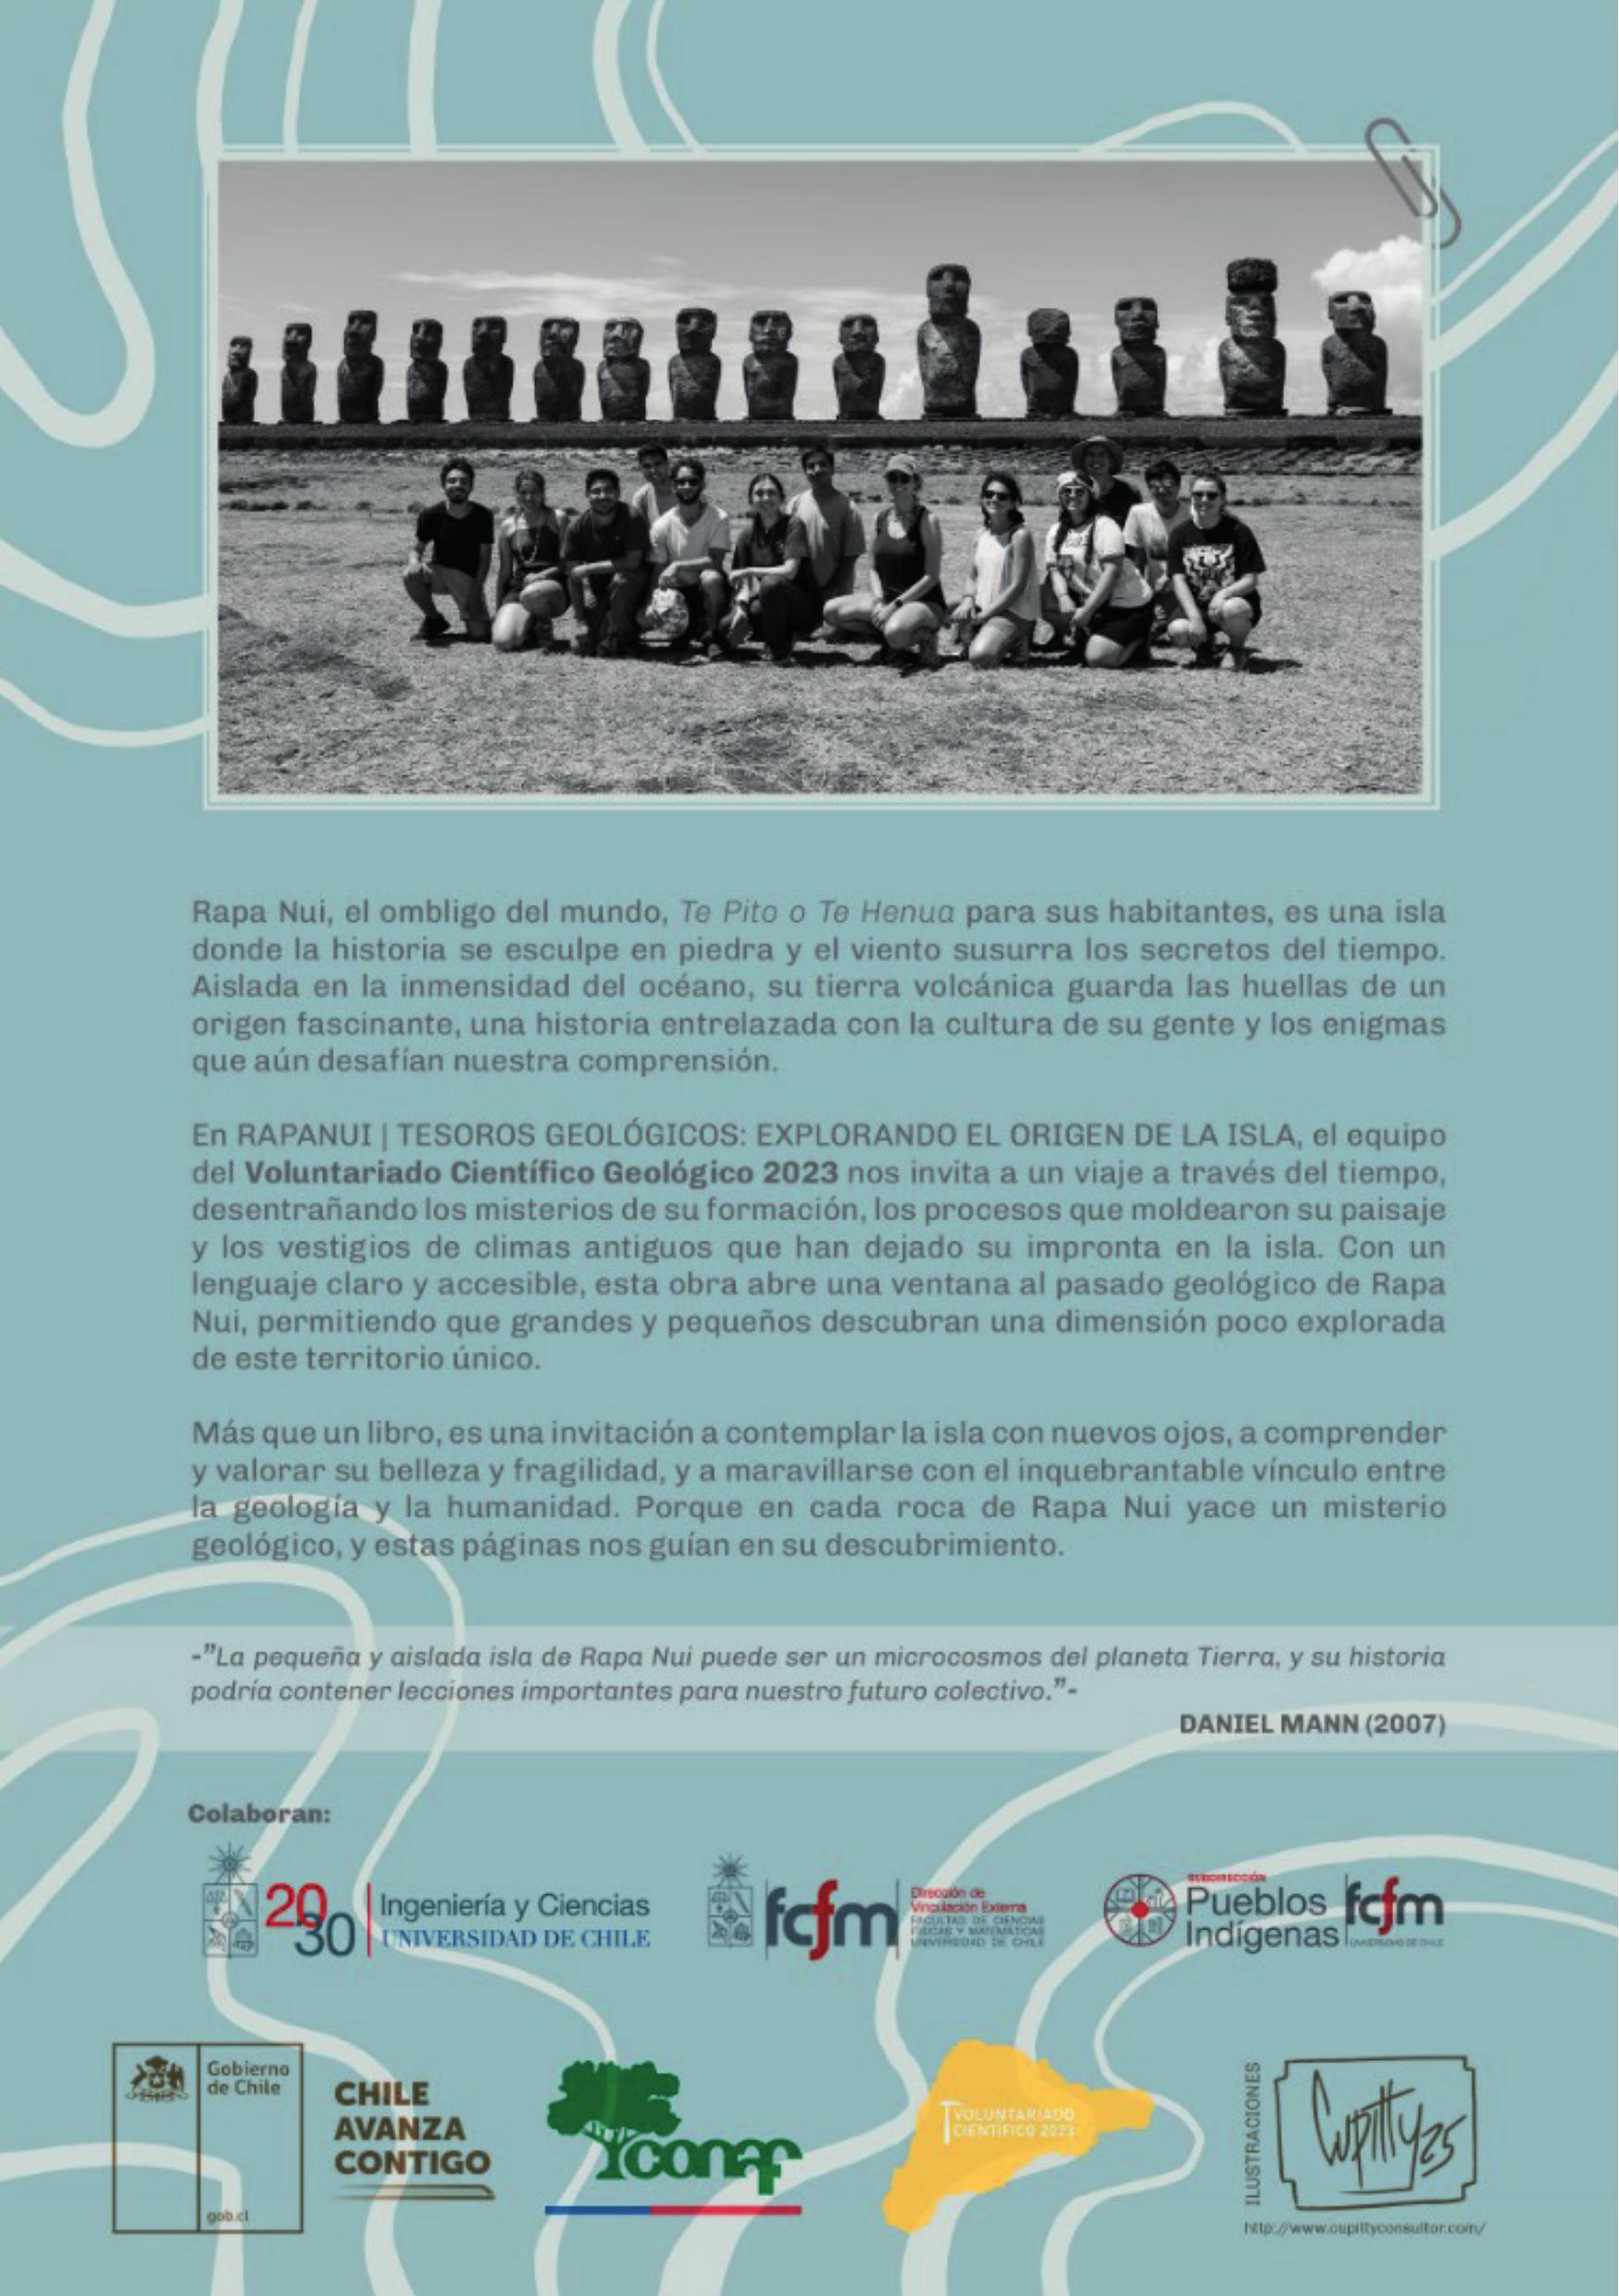 Rapa Nui, el ombligo del mundo, Te Pito o Te Henua para sus habitantes, es una isla
donde la historia se esculpe en piedra y el viento susurra los secretos del tiempo.
Aislada en la inmensidad del océano, su tierra volcánica guarda las huellas de un
origen fascinante, una historia entrelazada con la cultura de su gente y los enigmas
que aún desafían nuestra comprensión.
En RAPANUI | TESOROS GEOLÓGICOS: EXPLORANDO EL ORIGEN DE LA ISLA, el equipo
del Voluntariado Científico Geológico 2023 nos invita a un viaje a través del tiempo,
desentrañando los misterios de su formación, los procesos que moldearon su paisaje
y los vestigios de climas antiguos que han dejado su impronta en la isla. Con un
lenguaje claro y accesible, esta obra abre una ventana al pasado geológico de Rapa
Nui, permitiendo que grandes y pequeños descubran una dimensión poco explorada
de este territorio único.
Más que un libro, es una invitación a contemplar la isla con nuevos ojos, a comprender
y valorar su belleza y fragilidad, y a maravillarse con el inquebrantable vínculo entre
la geología y la humanidad. Porque en cada roca de Rapa Nui yace un misterio
geológico, y estas páginas nos guían en su descubrimiento.
-"La pequeña y aislada isla de Rapa Nui puede ser un microcosmos del planeta Tierra, y su historia
podría contener lecciones importantes para nuestro futuro colectivo."-
DANIEL MANN (2007)
Colaboran:
2030
Ingeniería y Ciencias
UNIVERSIDAD DE CHILE
fcfm
Dirección de
Vinculación Externa
FACULTAD DE CIENCIAS
FÍSICAS Y MATEMÁTICAS
UNIVERSIDAD DE CHILE
SUBDIRECCIÓN
Pueblos
Indígenas
fcfm
UNIVERSIDAD DE CHILE
Gobierno
de Chile
gob.cl
CHILE
AVANZA
CONTIGO
conaf
VOLUNTARIADO
CIENTÍFICO 2023
ILUSTRACIONES
Cupitty25
http://www.cupittyconsultor.com/